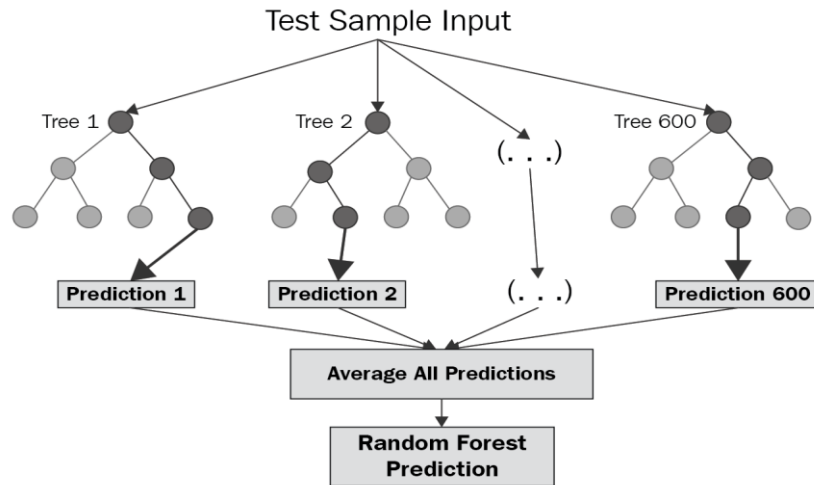 Test Sample Input
Tree 1
Tree 2
(. . .)
Tree 600
Prediction 1
Prediction 2
(. . .)
Prediction 600
Average All Predictions
Random Forest
Prediction